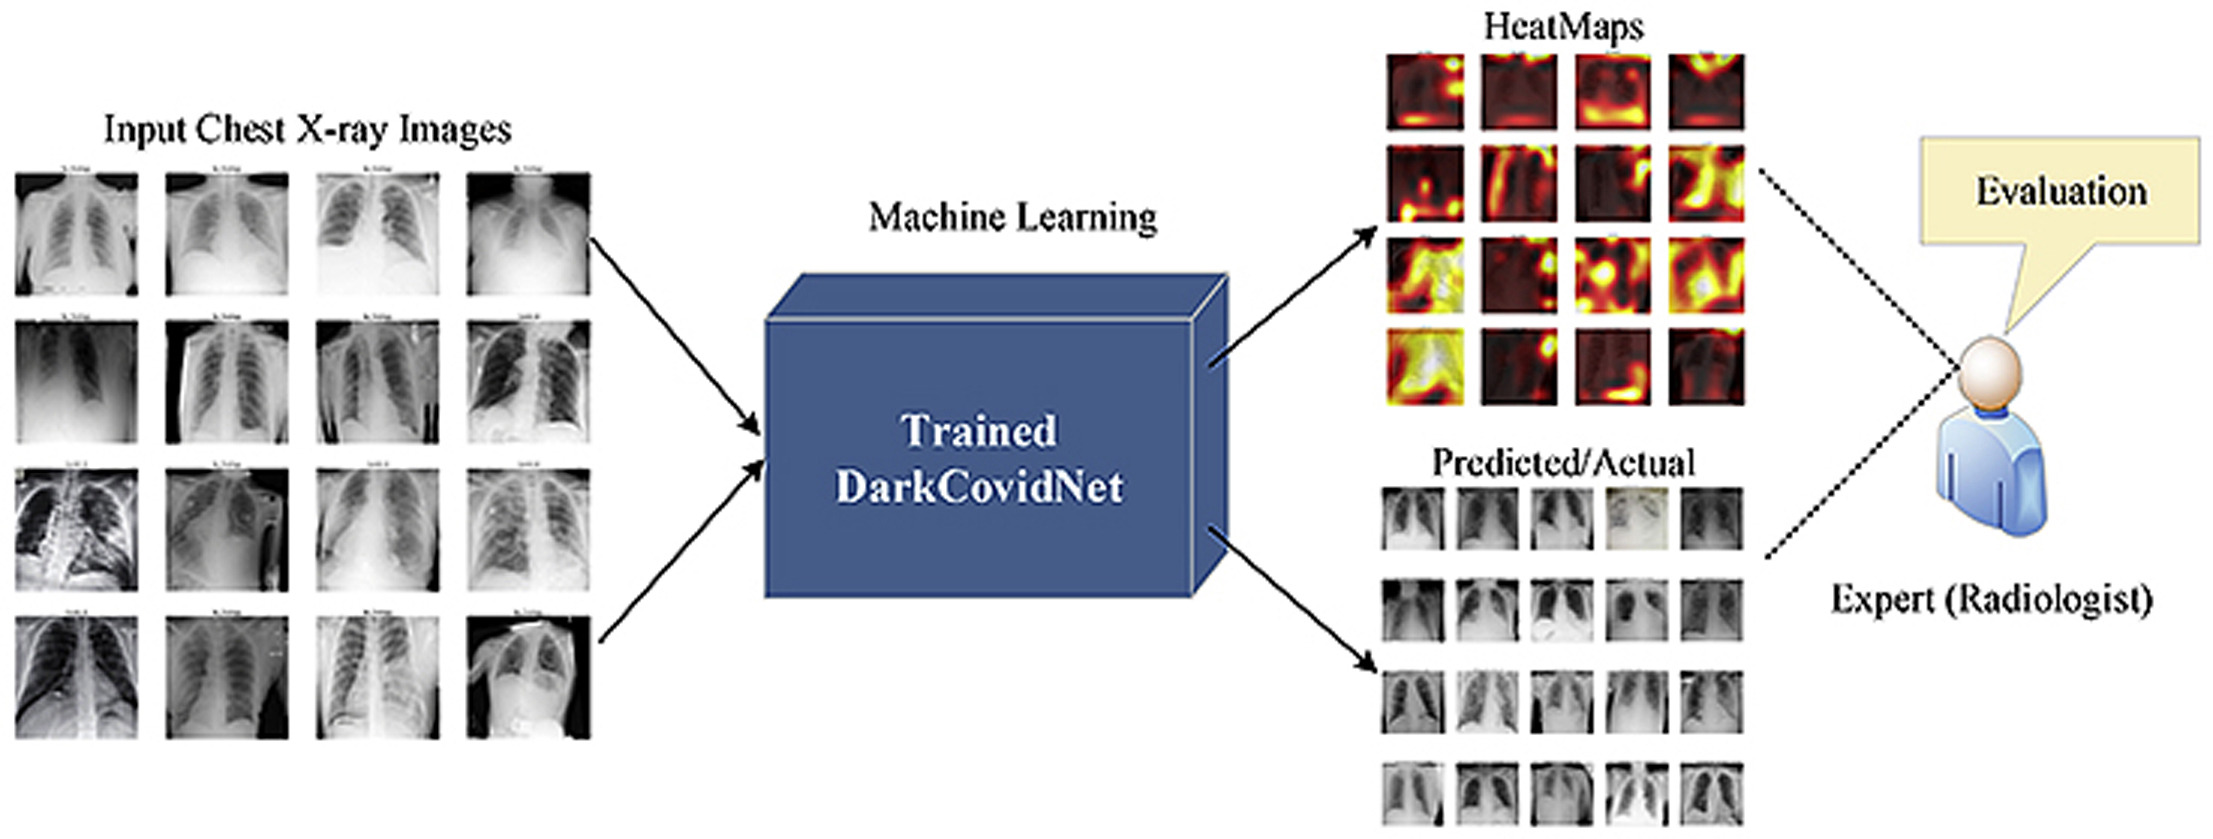 Input Chest X-ray Images
Machine Learning
Trained
DarkCovidNet
HeatMaps
Predicted/Actual
Evaluation
Expert (Radiologist)